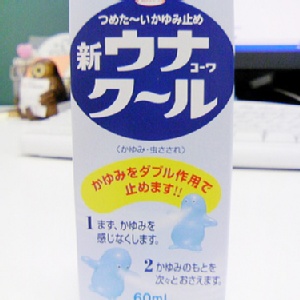 つめた〜いかゆみ止め
新ウナ
コーワ
ク〜ル
(かゆみ・虫さされ)
かゆみをダブル作用で
止めます!!
1 まず、かゆみを
感じなくします。
2 かゆみのもとを
次々とおさえます。
60ml